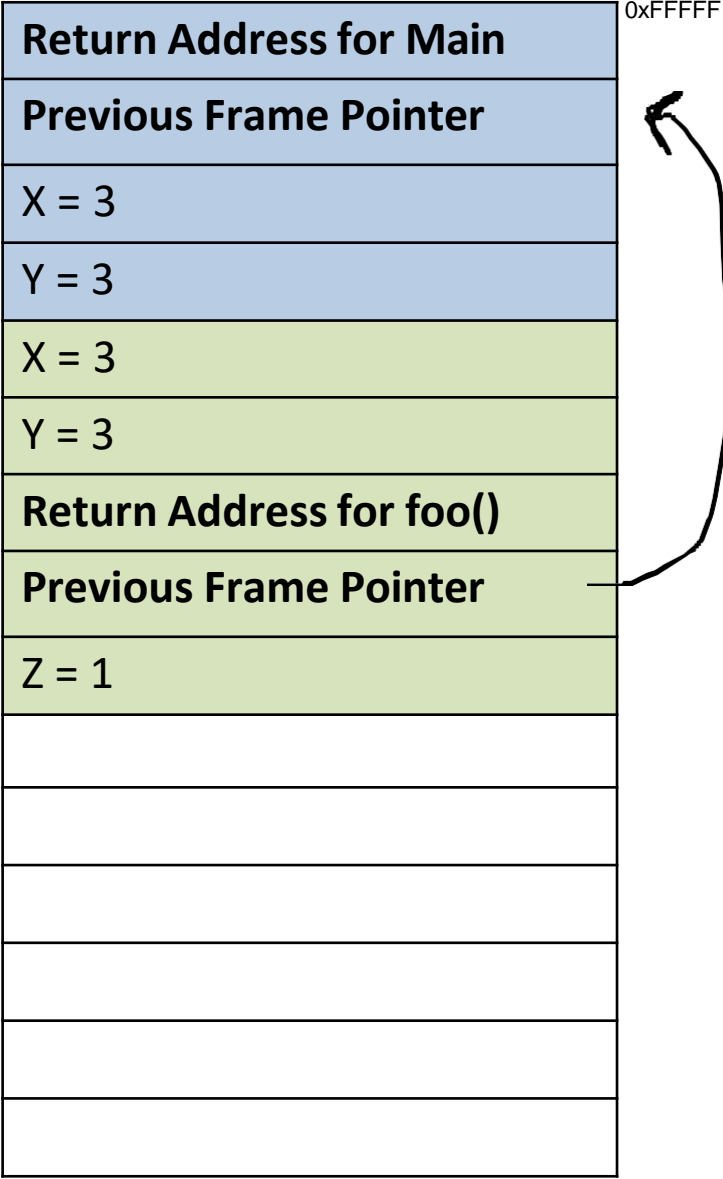 0xFFFFF
Return Address for Main
Previous Frame Pointer
X = 3
Y = 3
X = 3
Y = 3
Return Address for foo()
Previous Frame Pointer
Z = 1